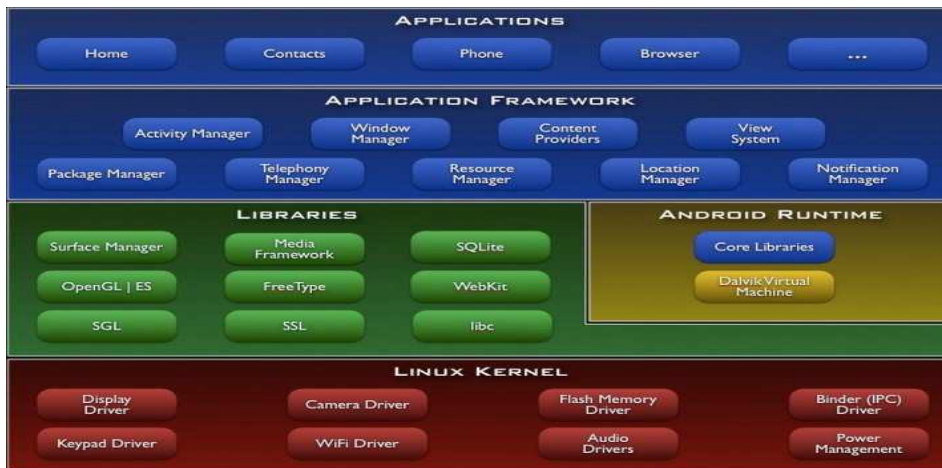 APPLICATIONS
Home
Contacts
Phone
Browser
...
APPLICATION FRAMEWORK
Activity Manager
Window
Manager
Content
Providers
View
System
Package Manager
Telephony
Manager
Resource
Manager
Location
Manager
Notification
Manager
LIBRARIES
Surface Manager
Media
Framework
SQLite
OpenGL | ES
FreeType
WebKit
SGL
SSL
libc
ANDROID RUNTIME
Core Libraries
Dalvik Virtual
Machine
LINUX KERNEL
Display
Driver
Camera Driver
Flash Memory
Driver
Binder (IPC)
Driver
Keypad Driver
WiFi Driver
Audio
Drivers
Power
Management